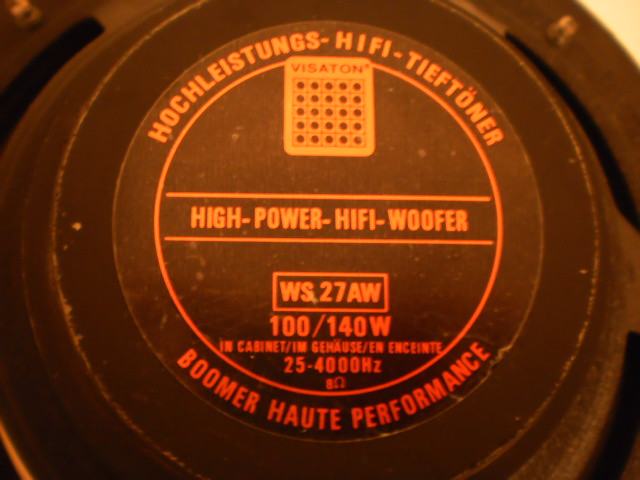 HOCHLEISTUNGS-HIFI-TIEFTÖNER
VISATON®
HIGH-POWER-HIFI-WOOFER
WS 27AW
100/140W
IN CABINET/IM GEHÄUSE/EN ENCEINTE
25-4000Hz
8Ω
BOOMER HAUTE PERFORMANCE